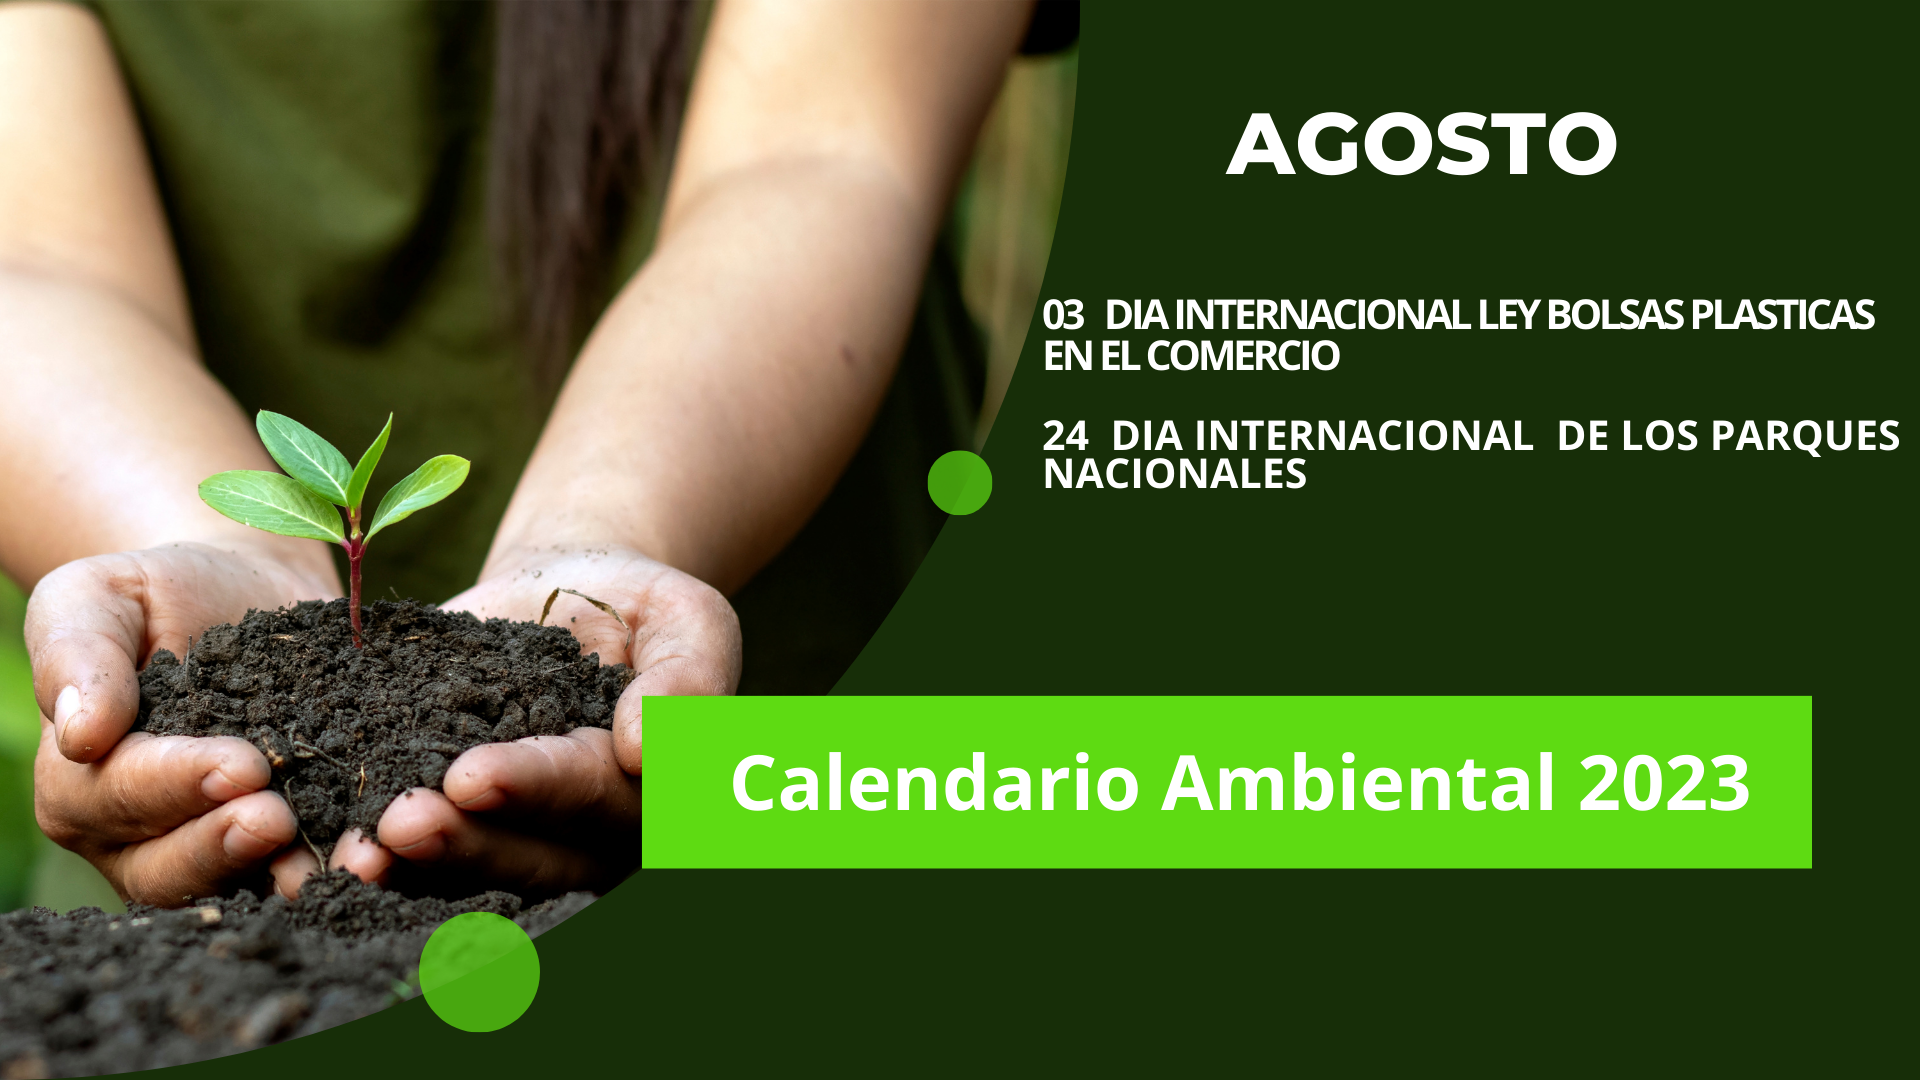 AGOSTO
03 DIA INTERNACIONAL LEY BOLSAS PLASTICAS
EN EL COMERCIO
24 DIA INTERNACIONAL DE LOS PARQUES
NACIONALES
Calendario Ambiental 2023